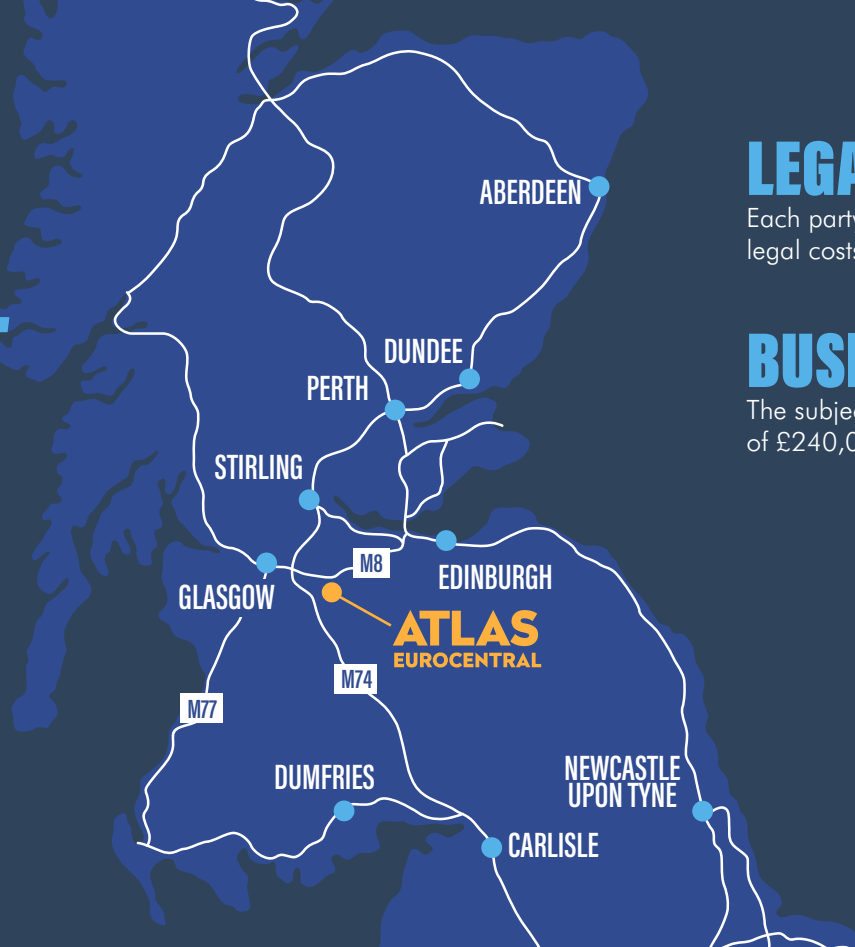 ABERDEEN
DUNDEE
PERTH
STIRLING
M8
EDINBURGH
GLASGOW
ATLAS
EUROCENTRAL
M74
M77
DUMFRIES
NEWCASTLE
UPON TYNE
CARLISLE
LEGA
Each party
legal costs
BUSI
The subjec
of £240,0